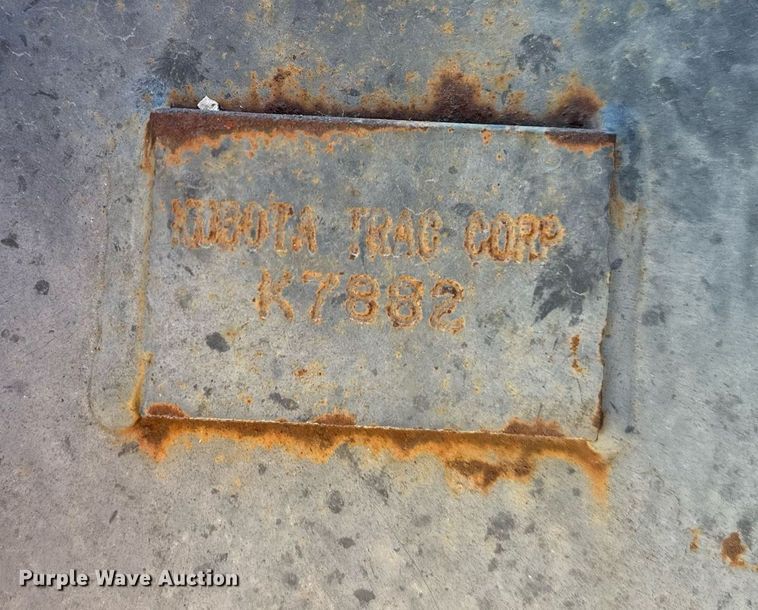 KUBOTA TRAC CORP
K7882
Purple Wave Auction